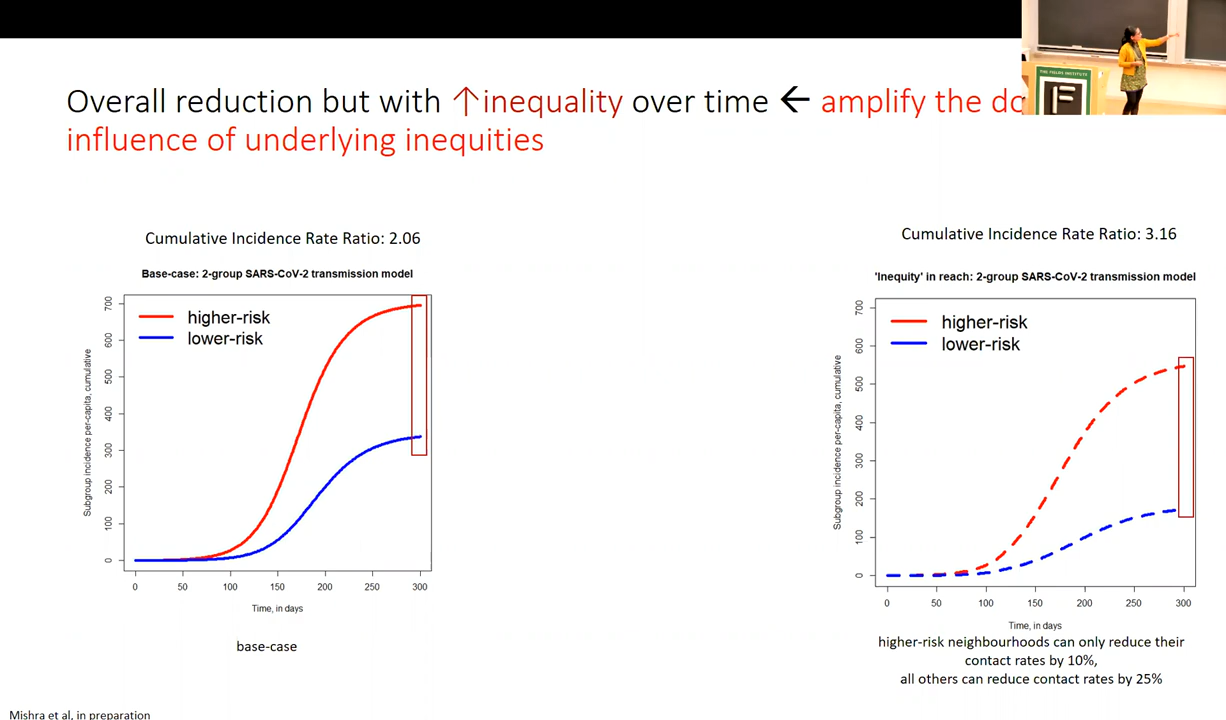 THE FIELDS INSTITUTE
F
Overall reduction but with ↑inequality over time ← amplify the
influence of underlying inequities
Cumulative Incidence Rate Ratio: 2.06
Base-case: 2-group SARS-CoV-2 transmission model
higher-risk
lower-risk
Subgroup incidence per-capita, cumulative
700
600
500
400
300
200
100
0
0 50 100 150 200 250 300
Time, in days
base-case
Cumulative Incidence Rate Ratio: 3.16
'Inequity' in reach: 2-group SARS-CoV-2 transmission model
higher-risk
lower-risk
Subgroup incidence per-capita, cumulative
700
600
500
400
300
200
100
0
0 50 100 150 200 250 300
Time, in days
higher-risk neighbourhoods can only reduce their
contact rates by 10%,
all others can reduce contact rates by 25%
Mishra et al, in preparation